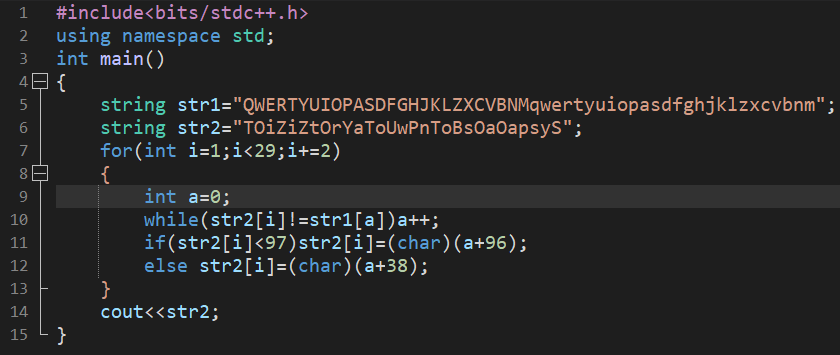 1 #include<bits/stdc++.h>
2 using namespace std;
3 int main()
4 {
5 string str1="QWERTYUIOPASDFGHJKLZXCVBNMqwertyuiopasdfghjklzxcvbnm";
6 string str2="TOiZiZtOrYaToUwPnToBsOaOapsyS";
7 for(int i=1;i<29;i+=2)
8 {
9 int a=0;
10 while(str2[i]!=str1[a])a++;
11 if(str2[i]<97)str2[i]=(char)(a+96);
12 else str2[i]=(char)(a+38);
13 }
14 cout<<str2;
15 }